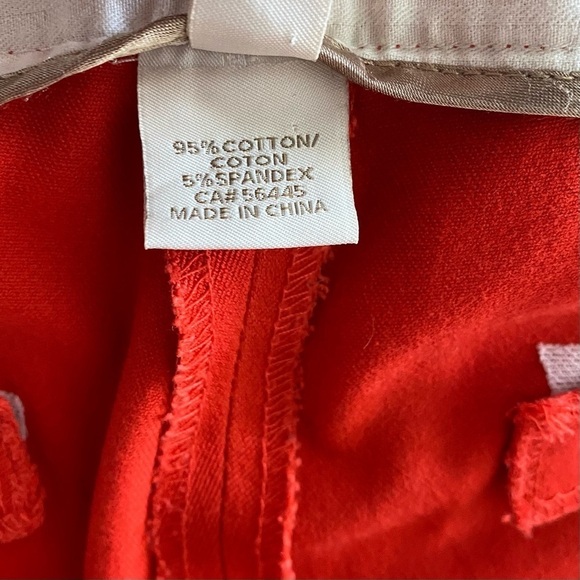 95% COTTON/
COTON
5% SPANDEX
CA# 56445
MADE IN CHINA